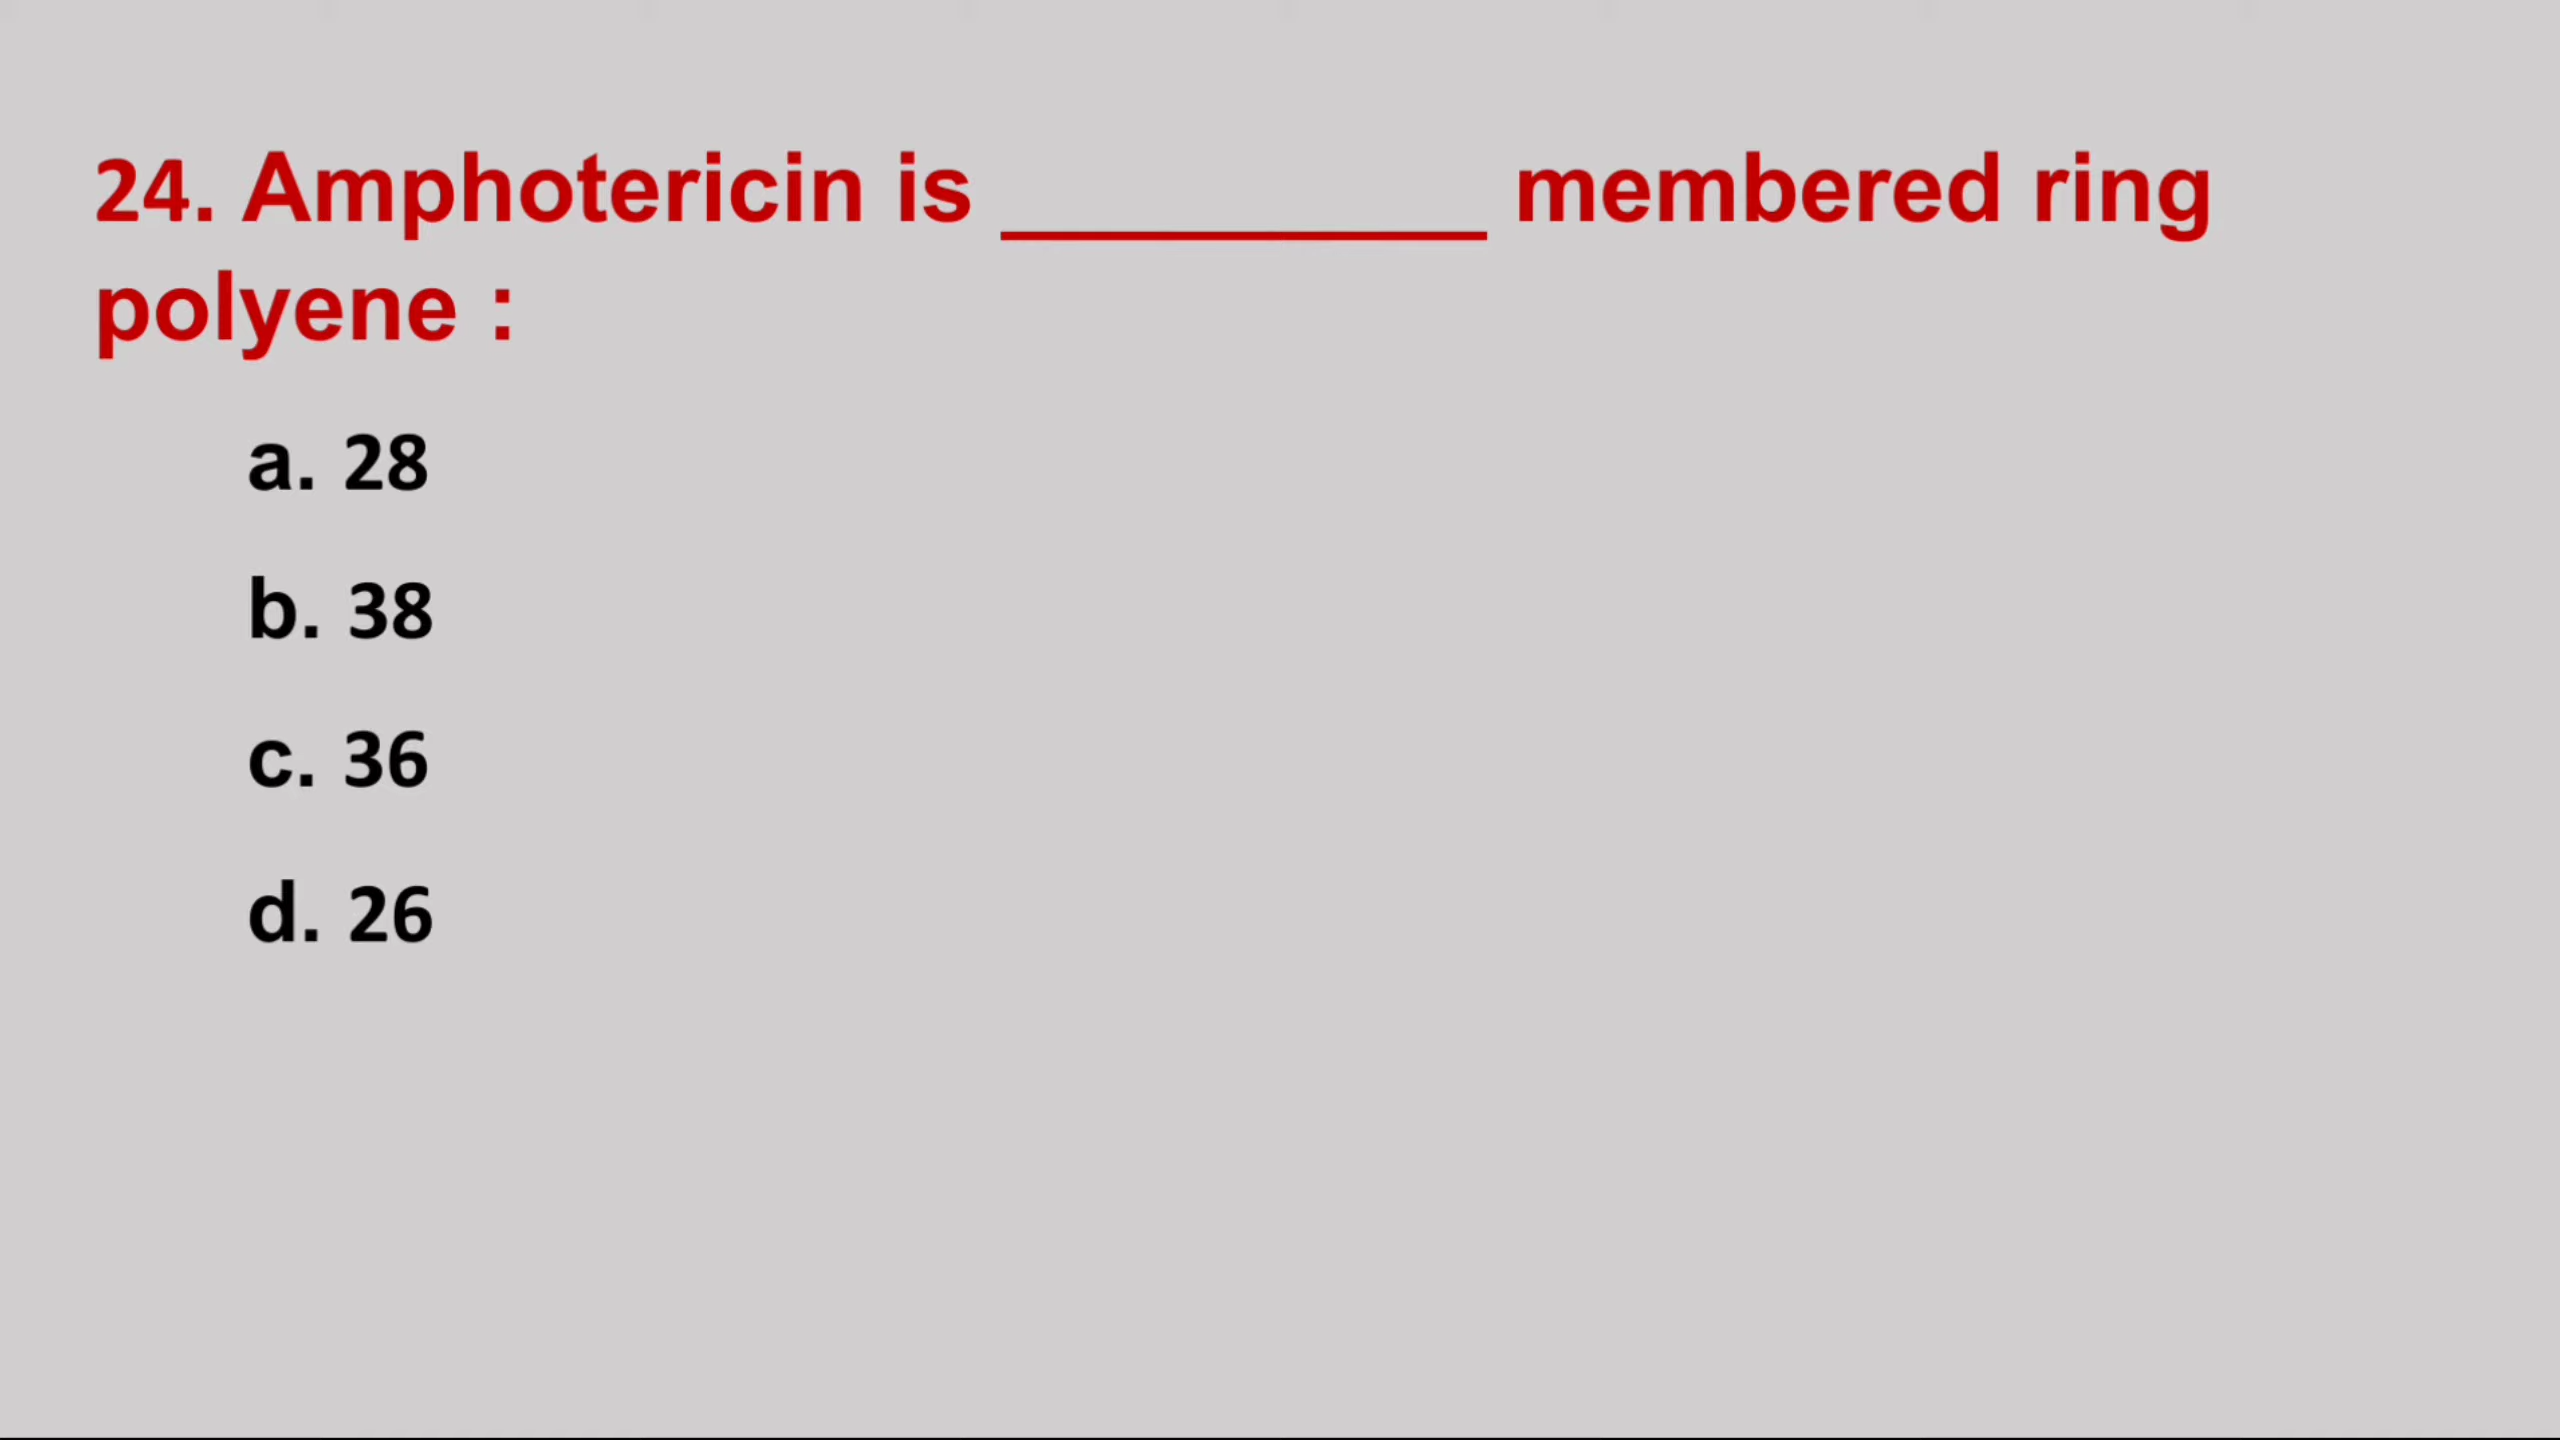 24. Amphotericin is __________ membered ring
polyene :
a. 28
b. 38
c. 36
d. 26